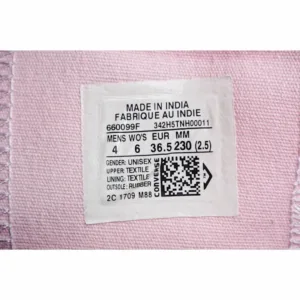 MADE IN INDIA
FABRIQUE AU INDIE
660099F 342H5TNH00011
MENS WO'S EUR MM
4 6 36.5 230 (2.5)
GENDER: UNISEX
UPPER: TEXTILE
LINING: TEXTILE
OUTSOLE: RUBBER
2C 1709 M88
CONVERSE